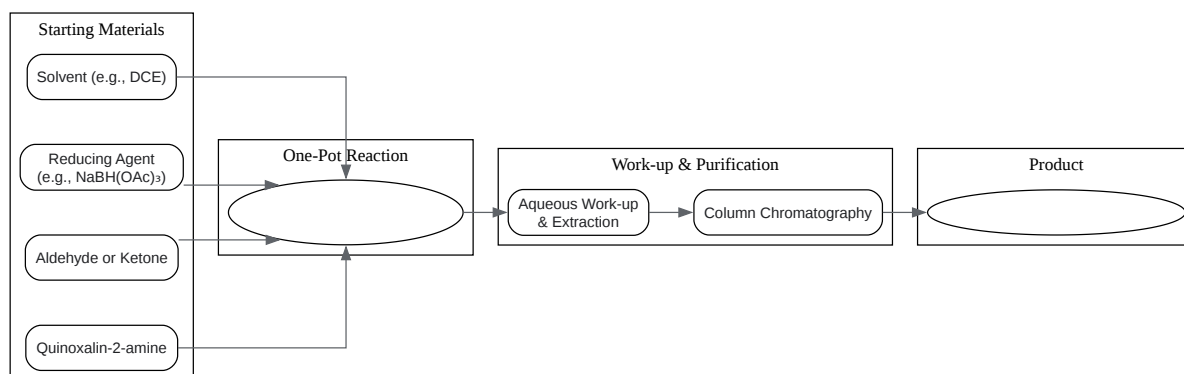 Starting Materials
Solvent (e.g., DCE)
Reducing Agent
(e.g., NaBH(OAc)₃)
Aldehyde or Ketone
Quinoxalin-2-amine
One-Pot Reaction
Work-up & Purification
Aqueous Work-up
& Extraction
Column Chromatography
Product